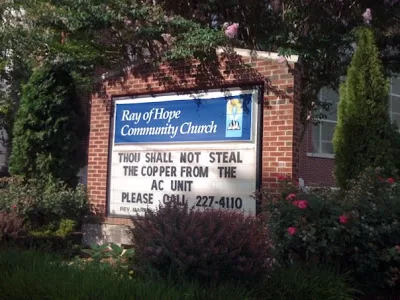 Ray of Hope
Community Church
THOU SHALL NOT STEAL
THE COPPER FROM THE
AC UNIT
PLEASE CALL 227-4110
REV.